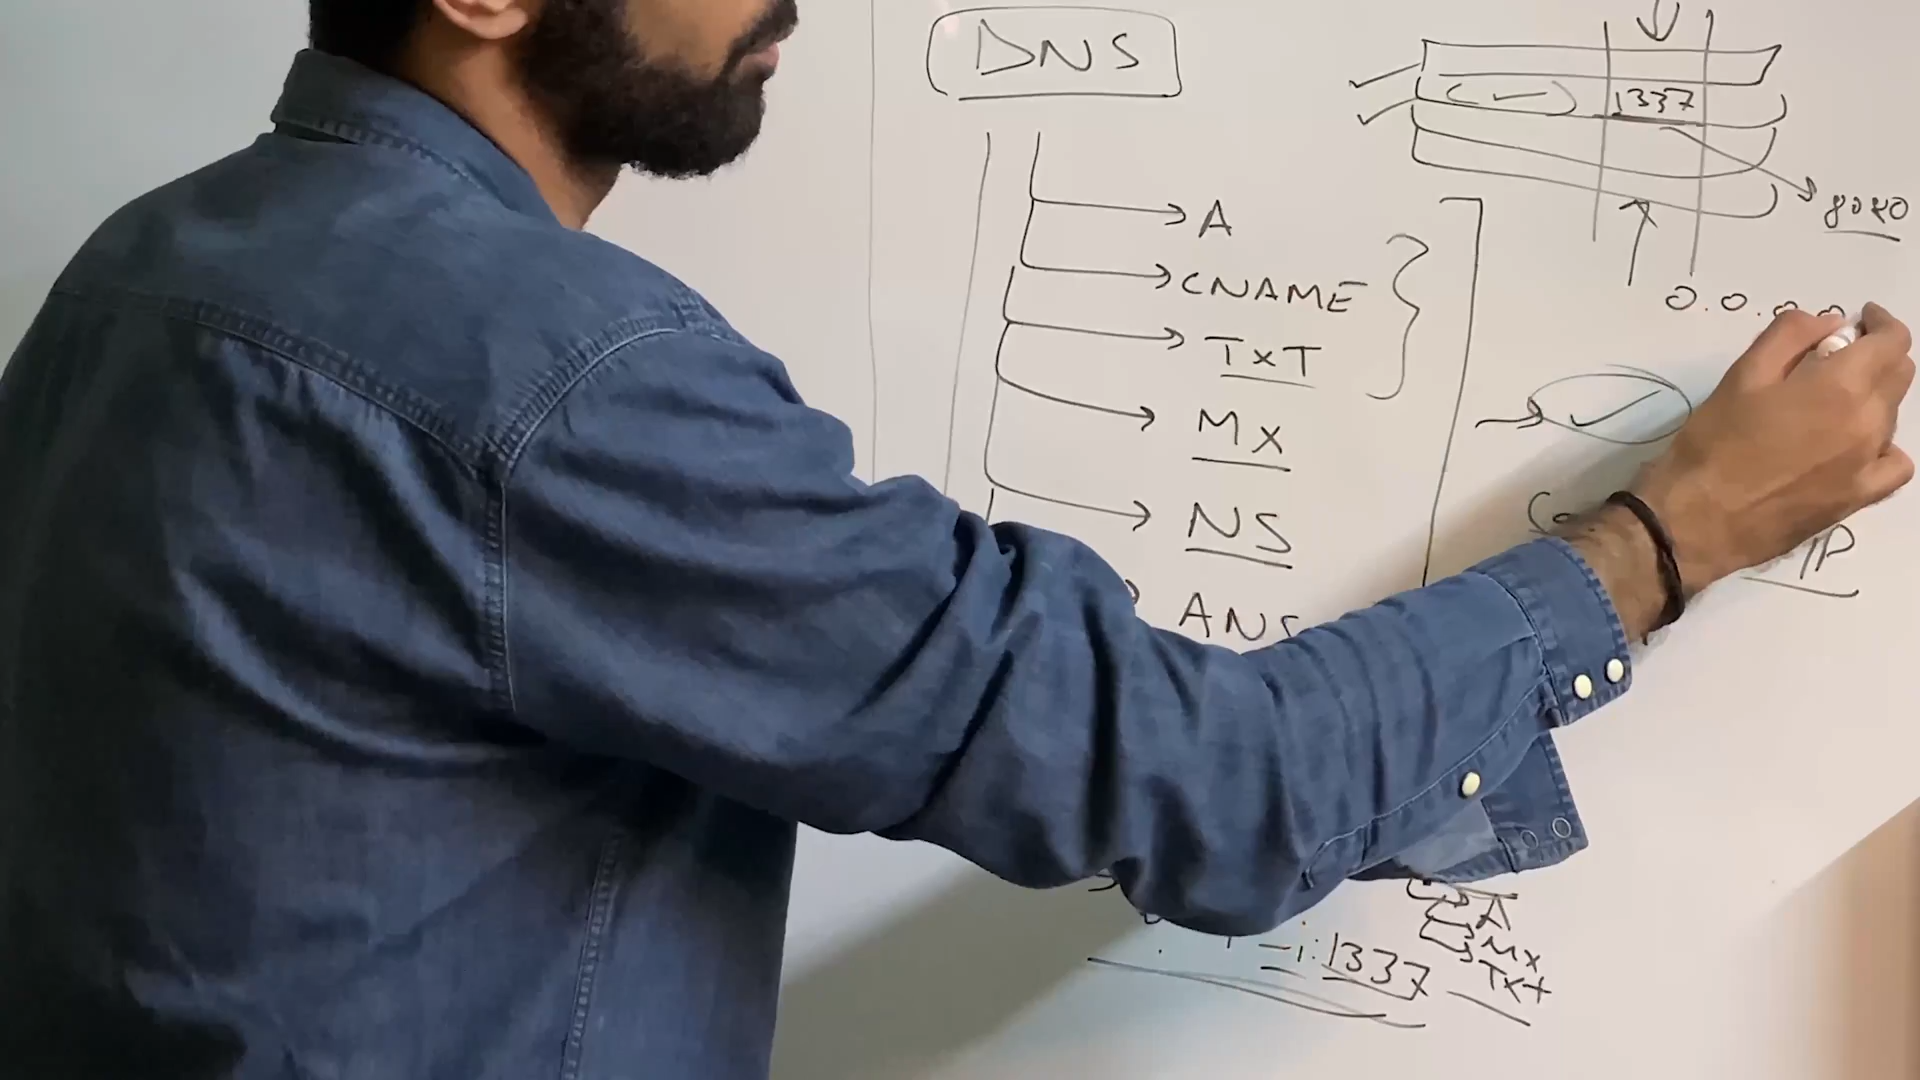 DNS
A
CNAME
TXT
MX
NS
ANS
1337
8080
0.0.0.0
IP
A
MX
TXT
-i:1337